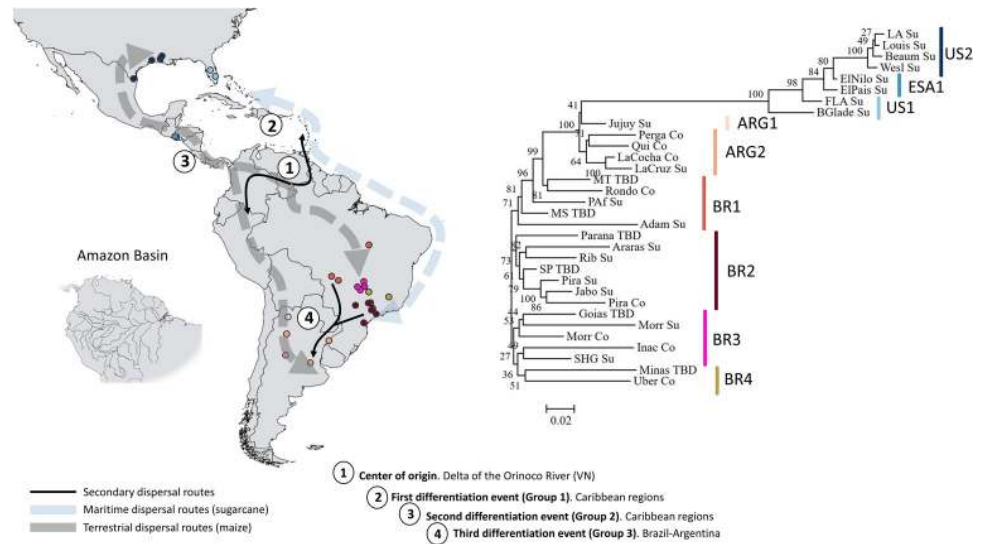 2
1
3
4
Amazon Basin
Secondary dispersal routes
Maritime dispersal routes (sugarcane)
Terrestrial dispersal routes (maize)
27
LA Su
49
Louis Su
Beaum Su
100
Wesl Su
US2
80
84
ElNilo Su
ElPais Su
ESA1
98
FLA Su
100
BGlade Su
US1
41
Jujuy Su
ARG1
100
Perga Co
Qui Co
64
LaCocha Co
100
LaCruz Su
ARG2
99
MT TBD
96
Rondo Co
81
81
PAf Su
71
MS TBD
Adam Su
BR1
Parana TBD
Araras Su
73
Rib Su
SP TBD
79
Pira Su
100
Jabo Su
86
Pira Co
BR2
Goias TBD
Morr Su
Morr Co
Inac Co
27
SHG Su
BR3
36
Minas TBD
51
Uber Co
BR4
0.02
1 Center of origin. Delta of the Orinoco River (VN)
2 First differentiation event (Group 1). Caribbean regions
3 Second differentiation event (Group 2). Caribbean regions
4 Third differentiation event (Group 3). Brazil-Argentina